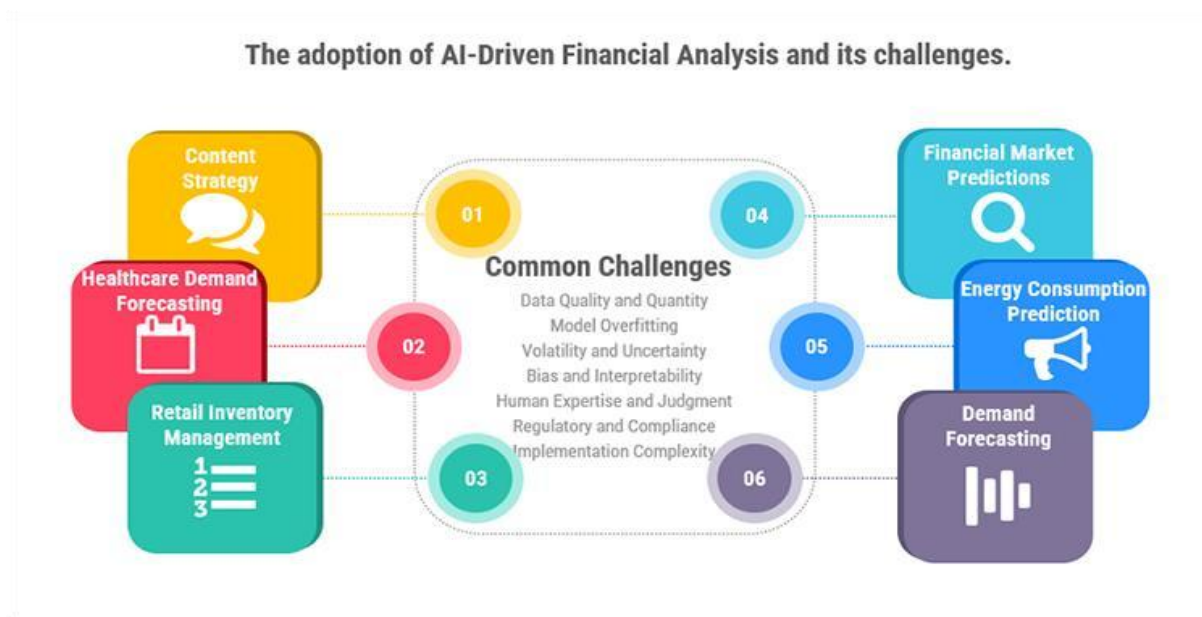 The adoption of AI-Driven Financial Analysis and its challenges.
Content
Strategy
01
Healthcare Demand
Forecasting
02
Retail Inventory
Management
1
2
3
03
Common Challenges
Data Quality and Quantity
Model Overfitting
Volatility and Uncertainty
Bias and Interpretability
Human Expertise and Judgment
Regulatory and Compliance
Implementation Complexity
04
Financial Market
Predictions
05
Energy Consumption
Prediction
06
Demand
Forecasting